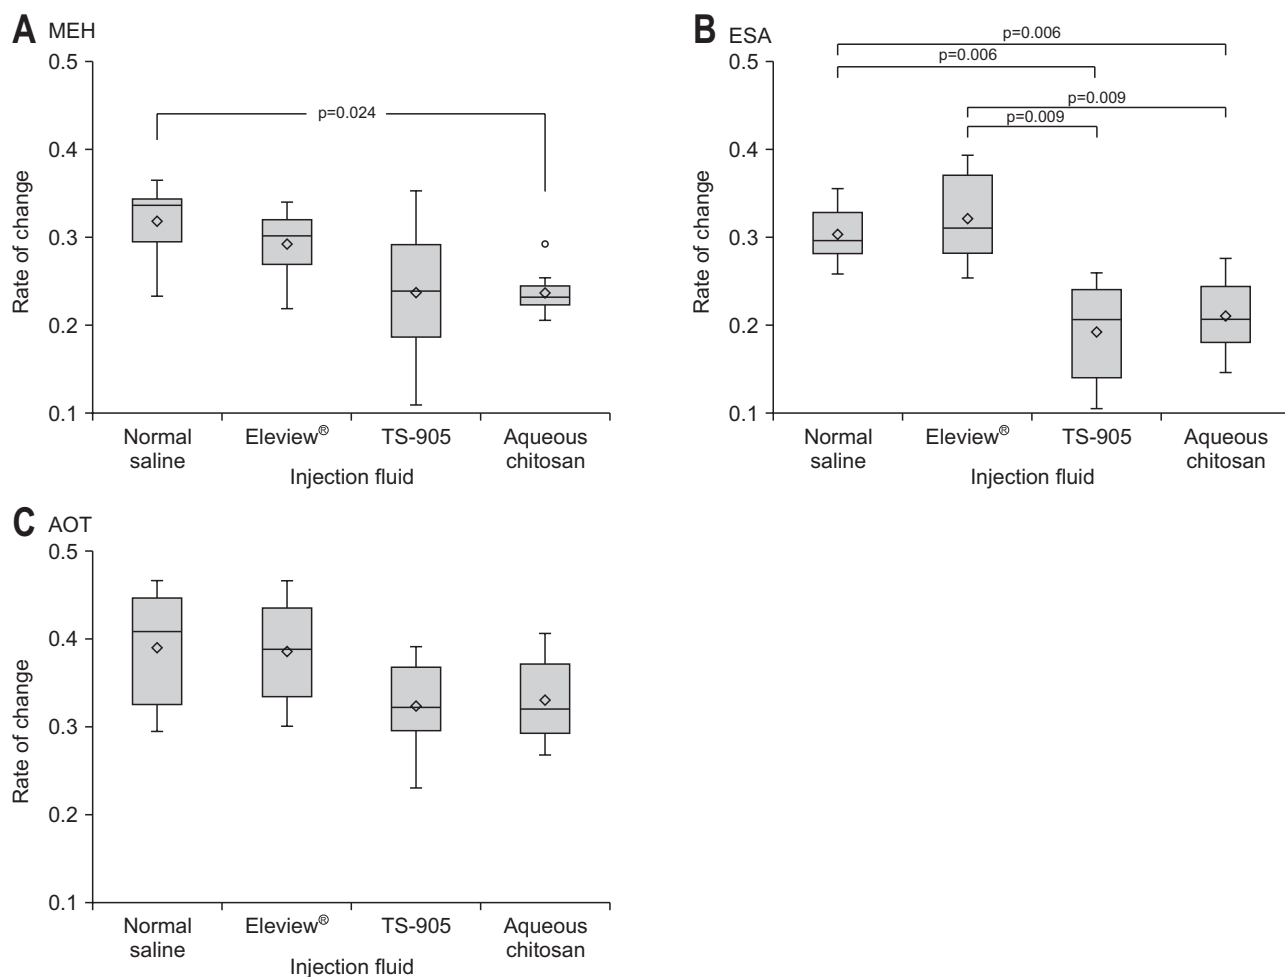 A MEH
0.5
0.4
0.3
0.2
0.1
Rate of change
p=0.024
Normal saline
Eleview®
TS-905
Aqueous chitosan
Injection fluid
B ESA
0.5
0.4
0.3
0.2
0.1
Rate of change
p=0.006
p=0.006
p=0.009
p=0.009
Normal saline
Eleview®
TS-905
Aqueous chitosan
Injection fluid
C AOT
0.5
0.4
0.3
0.2
0.1
Rate of change
Normal saline
Eleview®
TS-905
Aqueous chitosan
Injection fluid